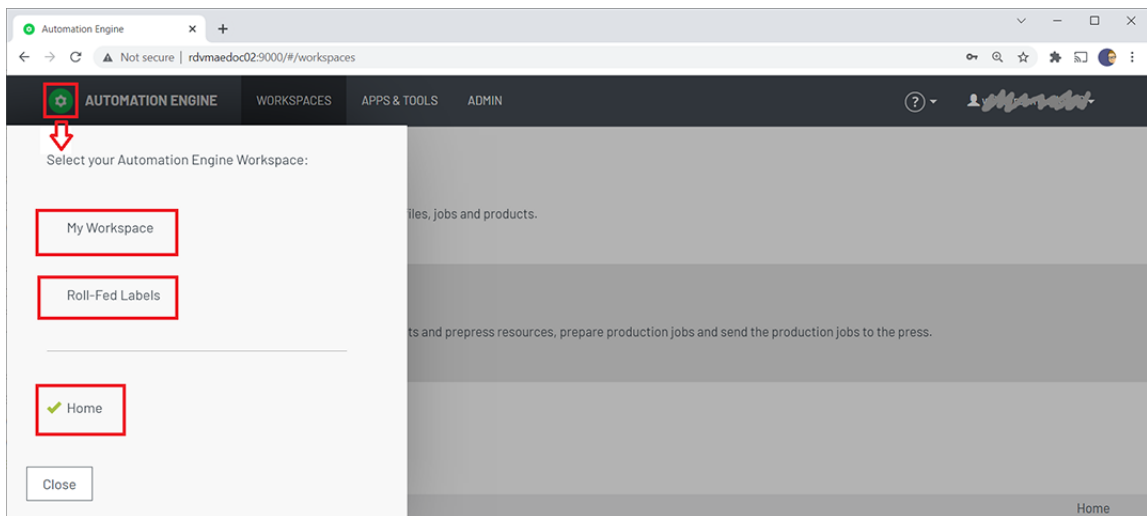 Automation Engine
Not secure | rdvmaedoc02:9000/#/workspaces
AUTOMATION ENGINE WORKSPACES APPS & TOOLS ADMIN ?
Select your Automation Engine Workspace:
My Workspace
iles, jobs and products.
Roll-Fed Labels
ts and prepress resources, prepare production jobs and send the production jobs to the press.
Home
Close
Home